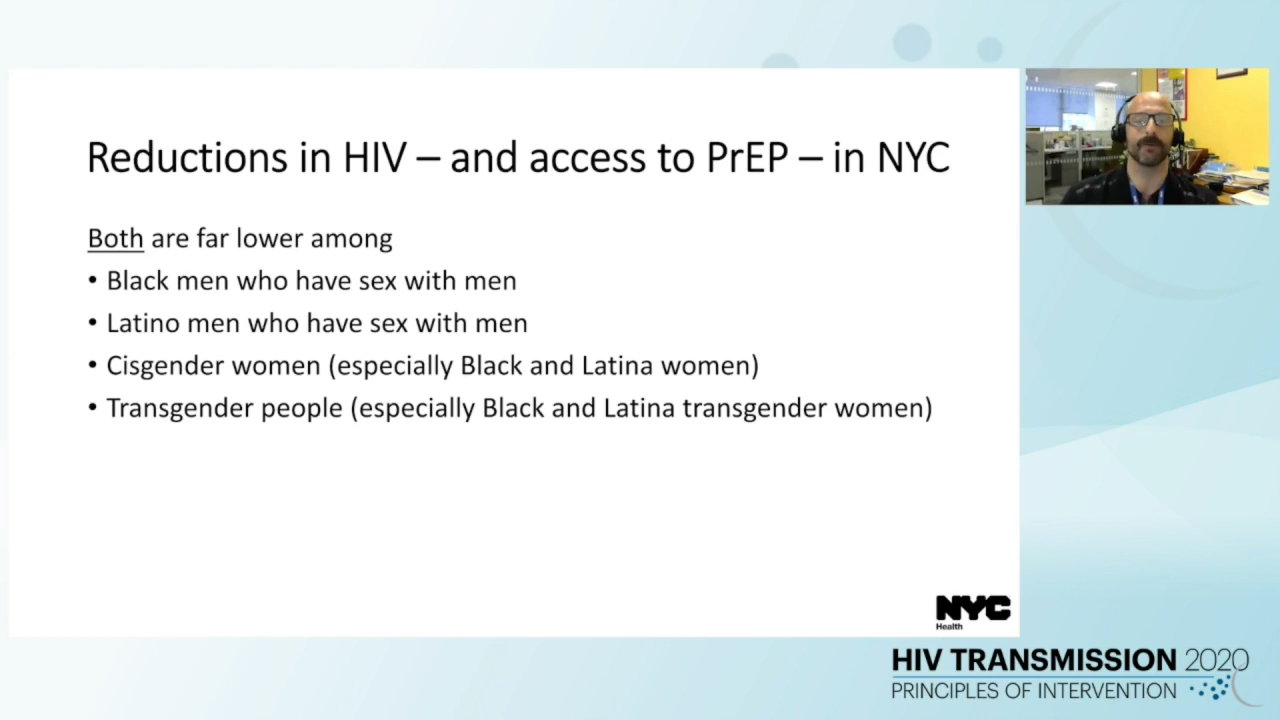 Reductions in HIV – and access to PrEP – in NYC
Both are far lower among
• Black men who have sex with men
• Latino men who have sex with men
• Cisgender women (especially Black and Latina women)
• Transgender people (especially Black and Latina transgender women)
NYC
Health
HIV TRANSMISSION 2020
PRINCIPLES OF INTERVENTION